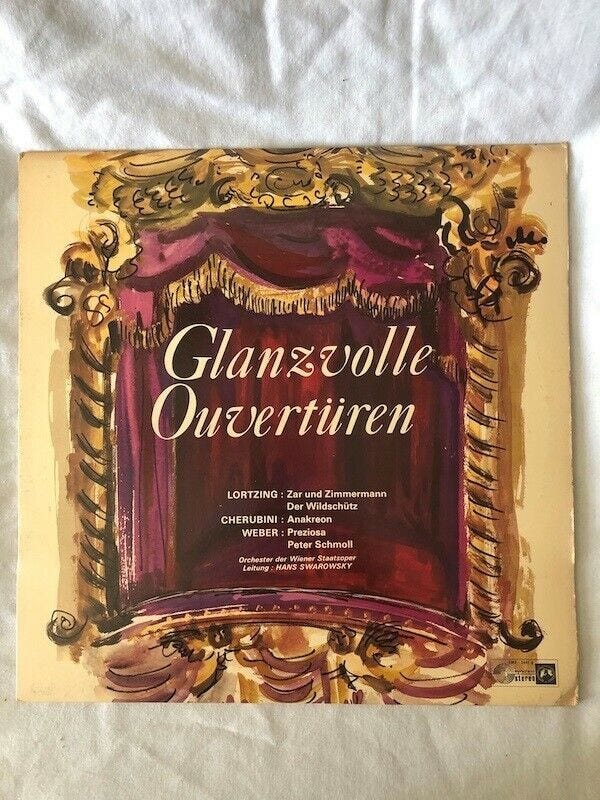 Glanzvolle
Ouvertüren
LORTZING : Zar und Zimmermann
Der Wildschütz
CHERUBINI : Anakreon
WEBER : Preziosa
Peter Schmoll
Orchester der Wiener Staatsoper
Leitung : HANS SWAROWSKY
stereo